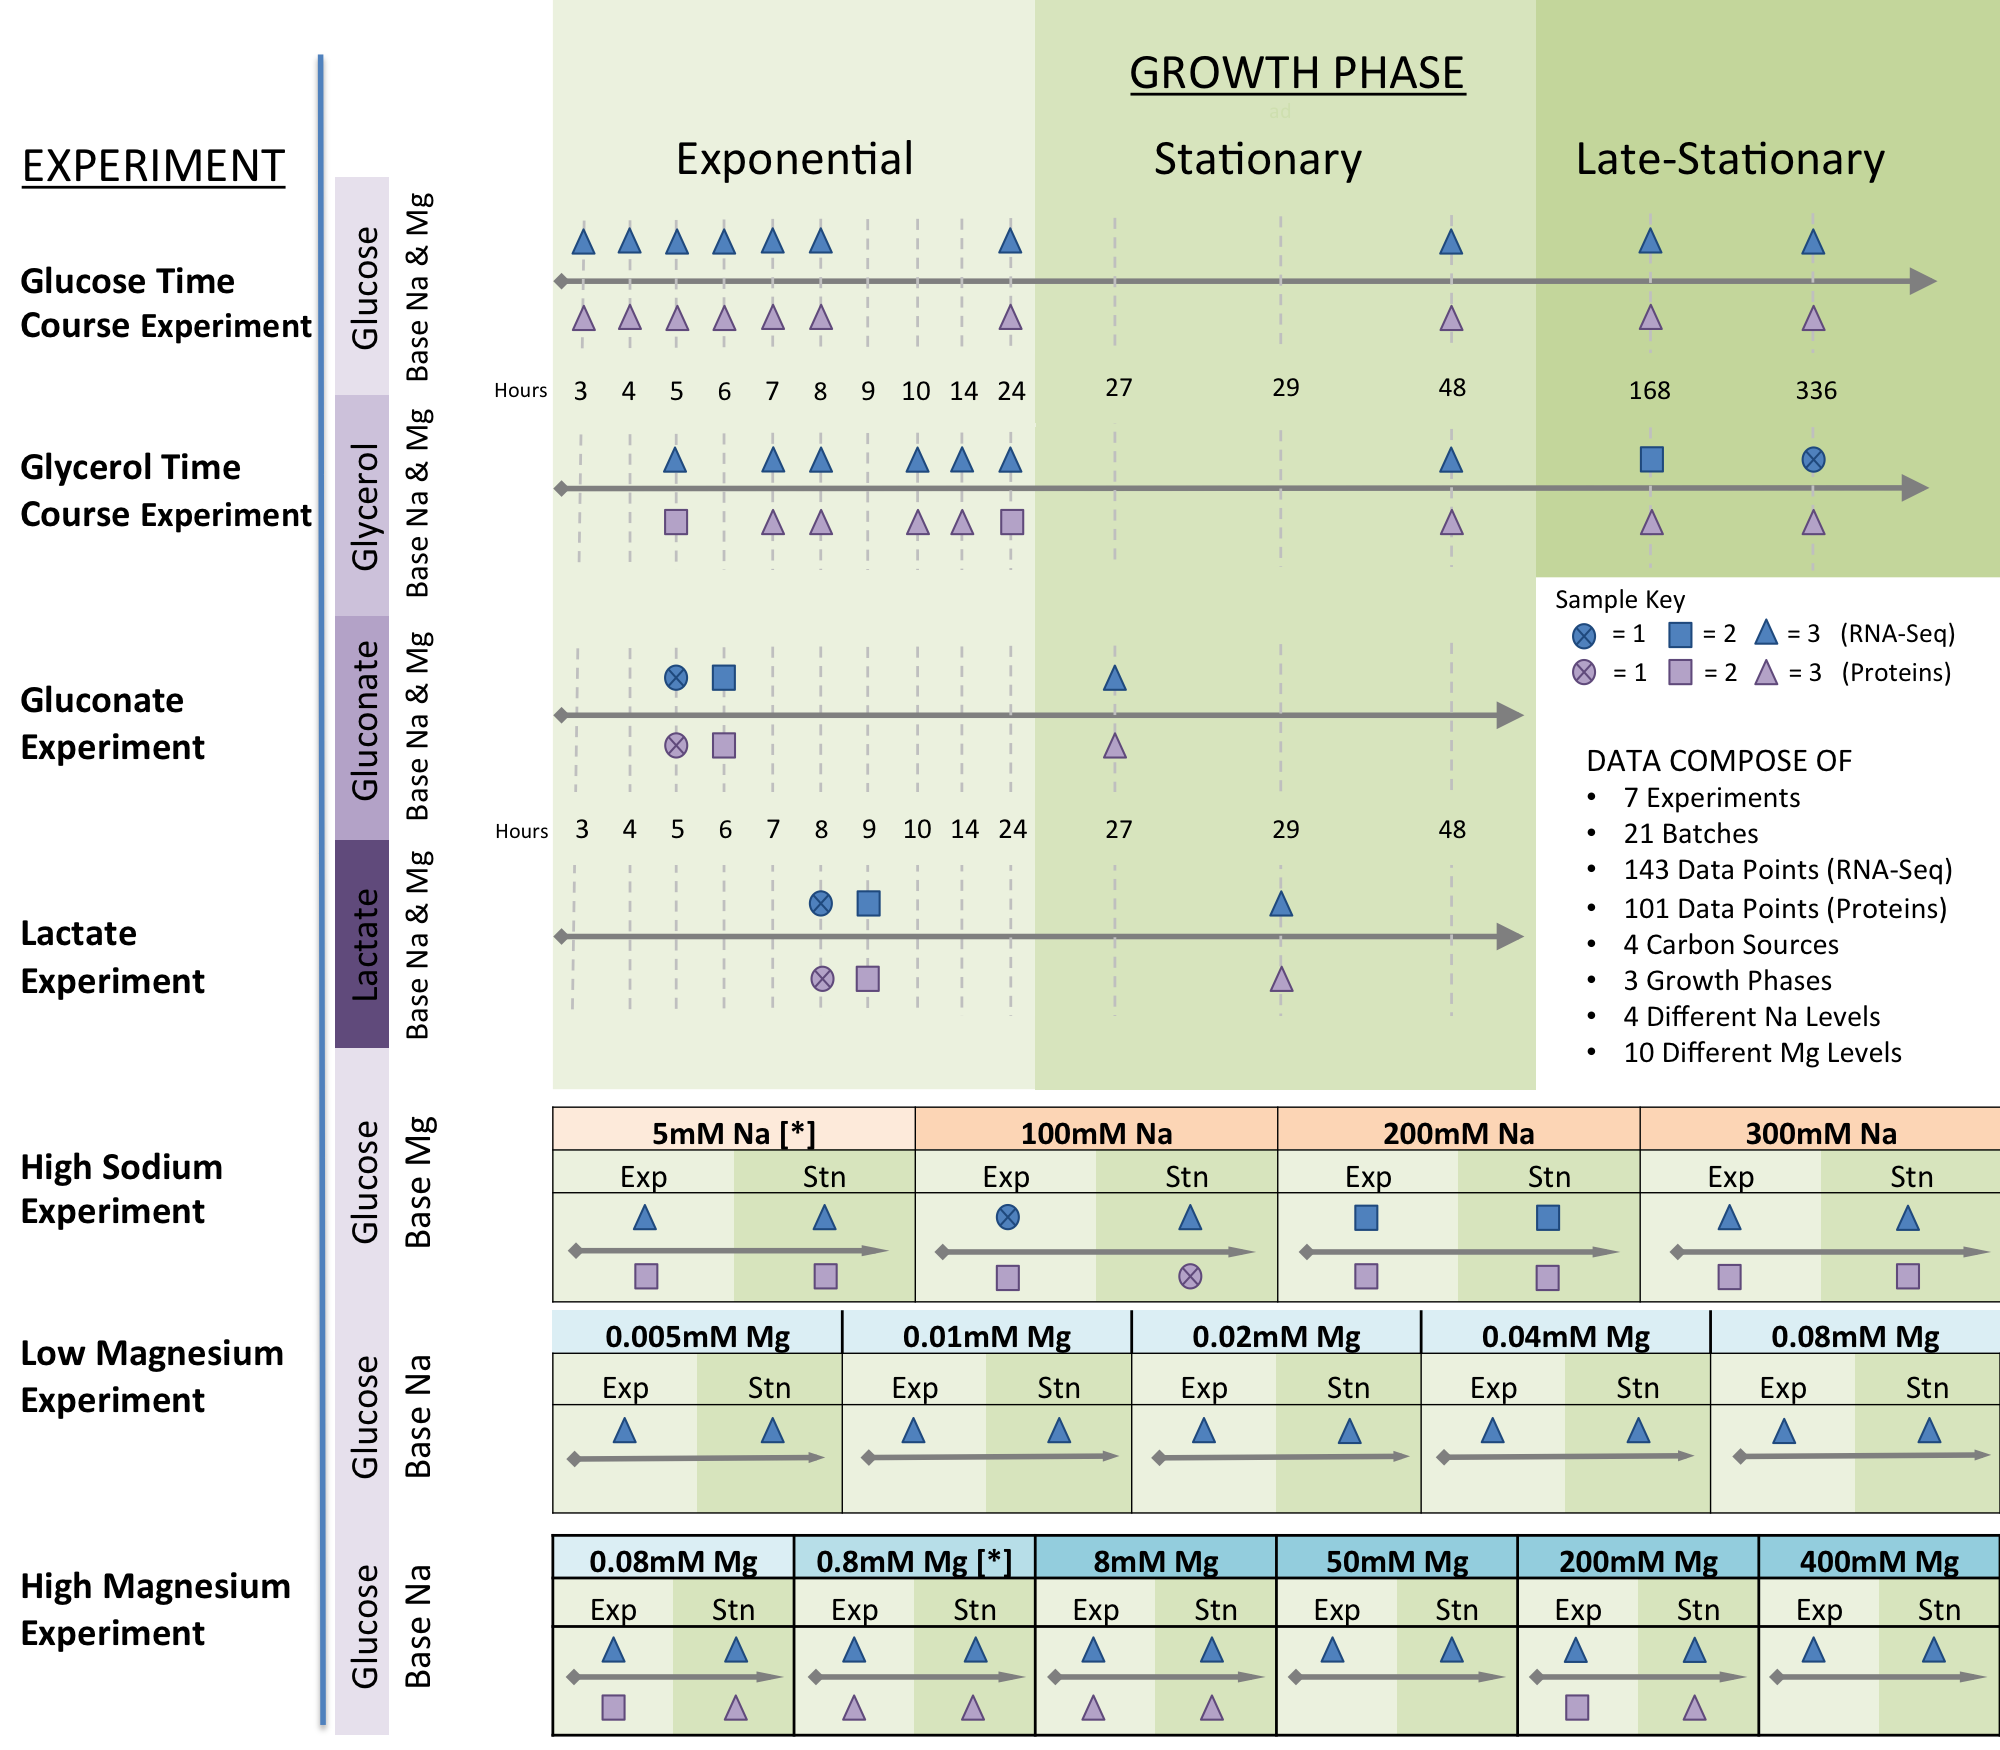 GROWTH PHASE
ad
EXPERIMENT
Exponential
Stationary
Late-Stationary
Glucose Time
Course Experiment
Glucose
Base Na & Mg
Hours 3 4 5 6 7 8 9 10 14 24 27 29 48 168 336
Glycerol Time
Course Experiment
Glycerol
Base Na & Mg
Sample Key
= 1 = 2 = 3 (RNA-Seq)
= 1 = 2 = 3 (Proteins)
Gluconate
Experiment
Gluconate
Base Na & Mg
Hours 3 4 5 6 7 8 9 10 14 24 27 29 48
Lactate
Experiment
Lactate
Base Na & Mg
DATA COMPOSE OF
• 7 Experiments
• 21 Batches
• 143 Data Points (RNA-Seq)
• 101 Data Points (Proteins)
• 4 Carbon Sources
• 3 Growth Phases
• 4 Different Na Levels
• 10 Different Mg Levels
High Sodium
Experiment
Glucose
Base Mg
5mM Na [*] 100mM Na 200mM Na 300mM Na
Exp Stn Exp Stn Exp Stn Exp Stn
Low Magnesium
Experiment
Glucose
Base Na
0.005mM Mg 0.01mM Mg 0.02mM Mg 0.04mM Mg 0.08mM Mg
Exp Stn Exp Stn Exp Stn Exp Stn Exp Stn
High Magnesium
Experiment
Glucose
Base Na
0.08mM Mg 0.8mM Mg [*] 8mM Mg 50mM Mg 200mM Mg 400mM Mg
Exp Stn Exp Stn Exp Stn Exp Stn Exp Stn Exp Stn